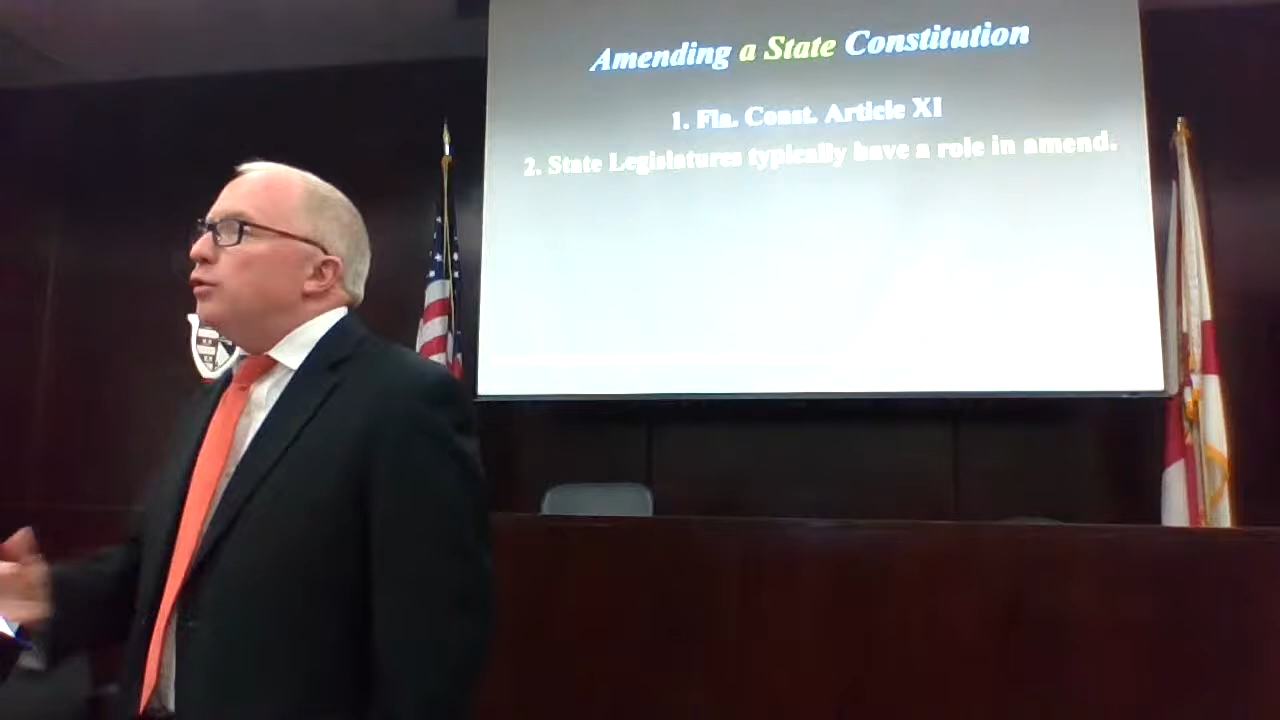 Amending a State Constitution
1. Fla. Const. Article XI
2. State Legislatures typically have a role in amend.